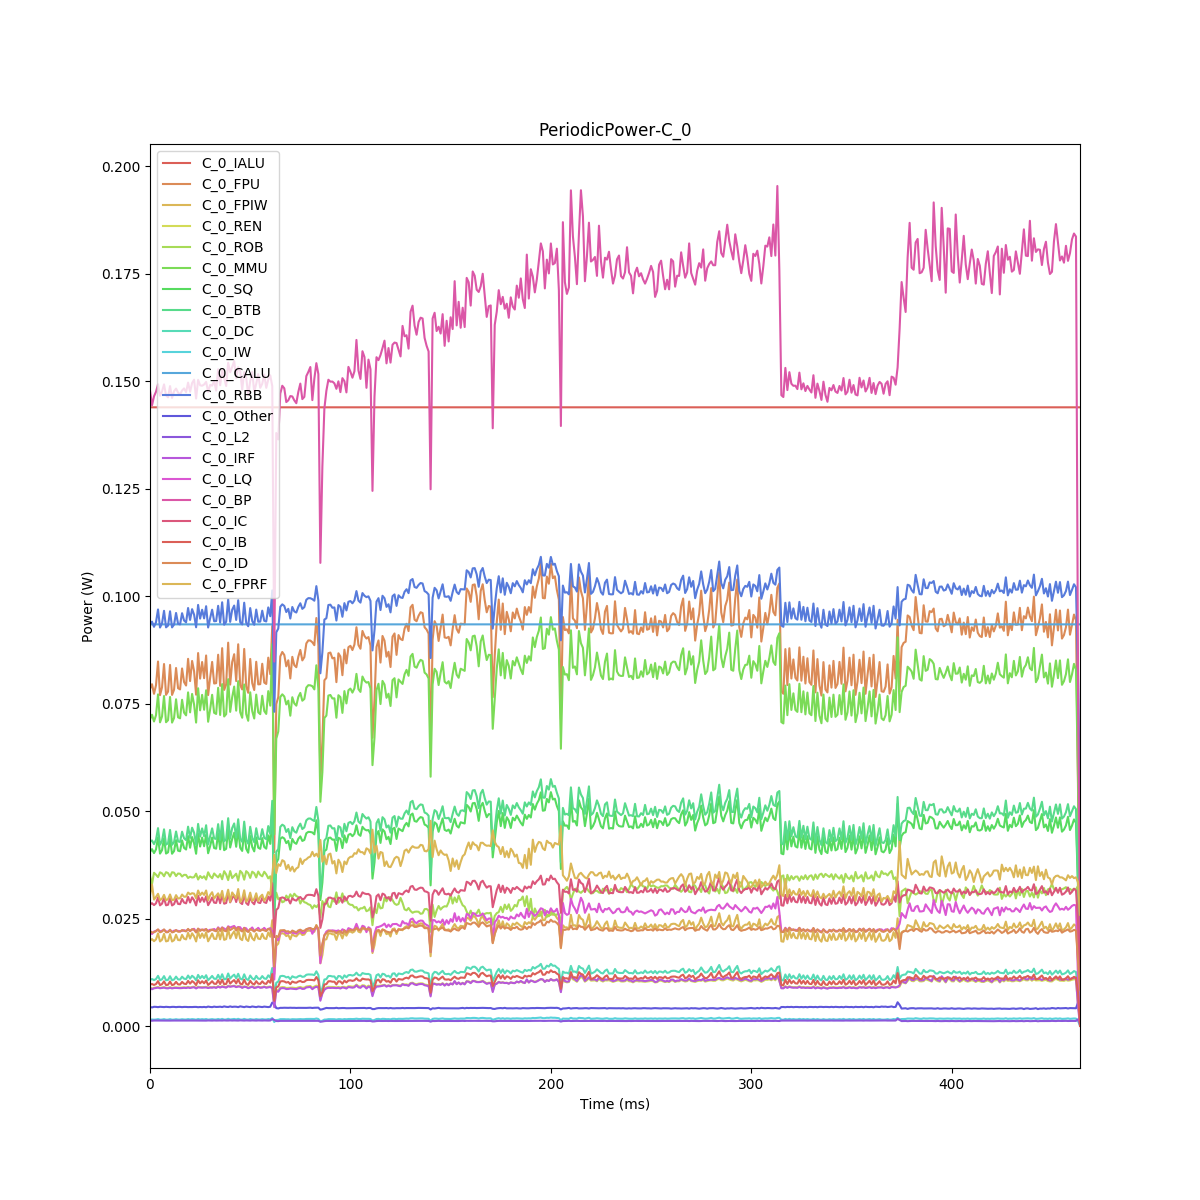 PeriodicPower-C_0
0.200
0.175
0.150
0.125
0.100
0.075
0.050
0.025
0.000
Power (W)
C_0_IALU
C_0_FPU
C_0_FPIW
C_0_REN
C_0_ROB
C_0_MMU
C_0_SQ
C_0_BTB
C_0_DC
C_0_IW
C_0_CALU
C_0_RBB
C_0_Other
C_0_L2
C_0_IRF
C_0_LQ
C_0_BP
C_0_IC
C_0_IB
C_0_ID
C_0_FPRF
0 100 200 300 400
Time (ms)